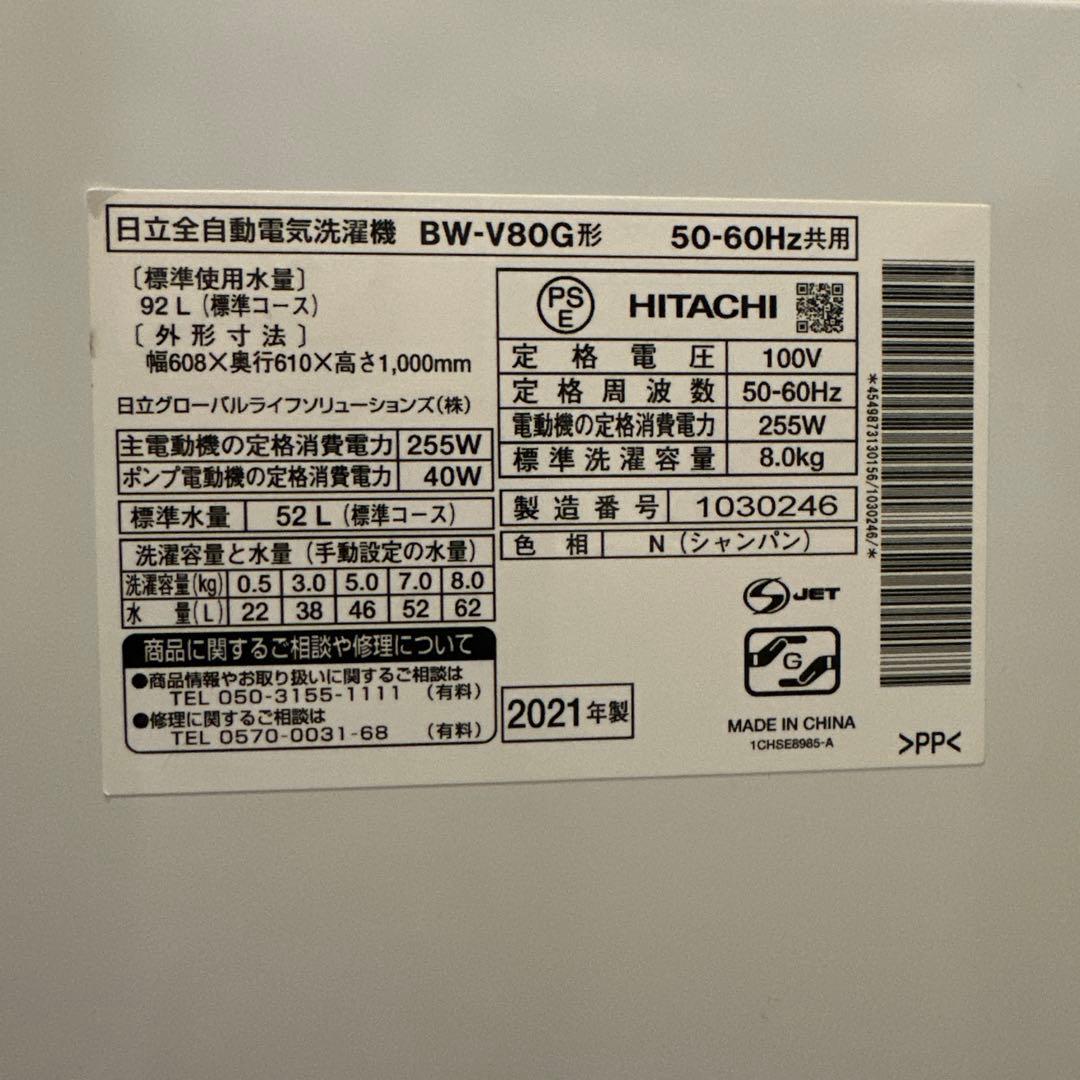 日立全自動電気洗濯機 BW-V80G形 50-60Hz共用
〔標準使用水量〕
92 L (標準コース)
〔外形寸法〕
幅608×奥行610×高さ1,000mm
日立グローバルライフソリューションズ(株)
主電動機の定格消費電力 255W
ポンプ電動機の定格消費電力 40W
標準水量 52 L (標準コース)
洗濯容量と水量 (手動設定の水量)
洗濯容量(kg) 0.5 3.0 5.0 7.0 8.0
水量(L) 22 38 46 52 62
商品に関するご相談や修理について
●商品情報やお取り扱いに関するご相談は
TEL 050-3155-1111 (有料)
●修理に関するご相談は
TEL 0570-0031-68 (有料)
PS
E
HITACHI
定格電圧 100V
定格周波数 50-60Hz
電動機の定格消費電力 255W
標準洗濯容量 8.0kg
製造番号 1030246
色相 N (シャンパン)
S JET
G
2021年製
MADE IN CHINA
1CHSE8985-A
>PP<
*4549873130156/1030246/*